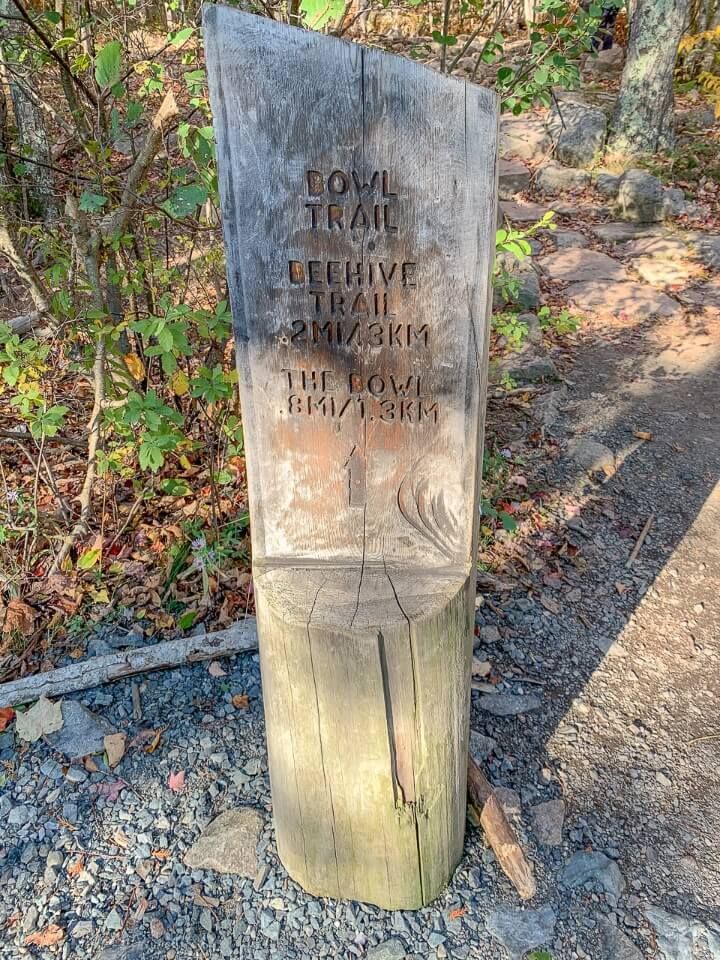 BOWL
TRAIL
BEEHIVE
TRAIL
.2MI/.3KM
THE BOWL
.8MI/1.3KM